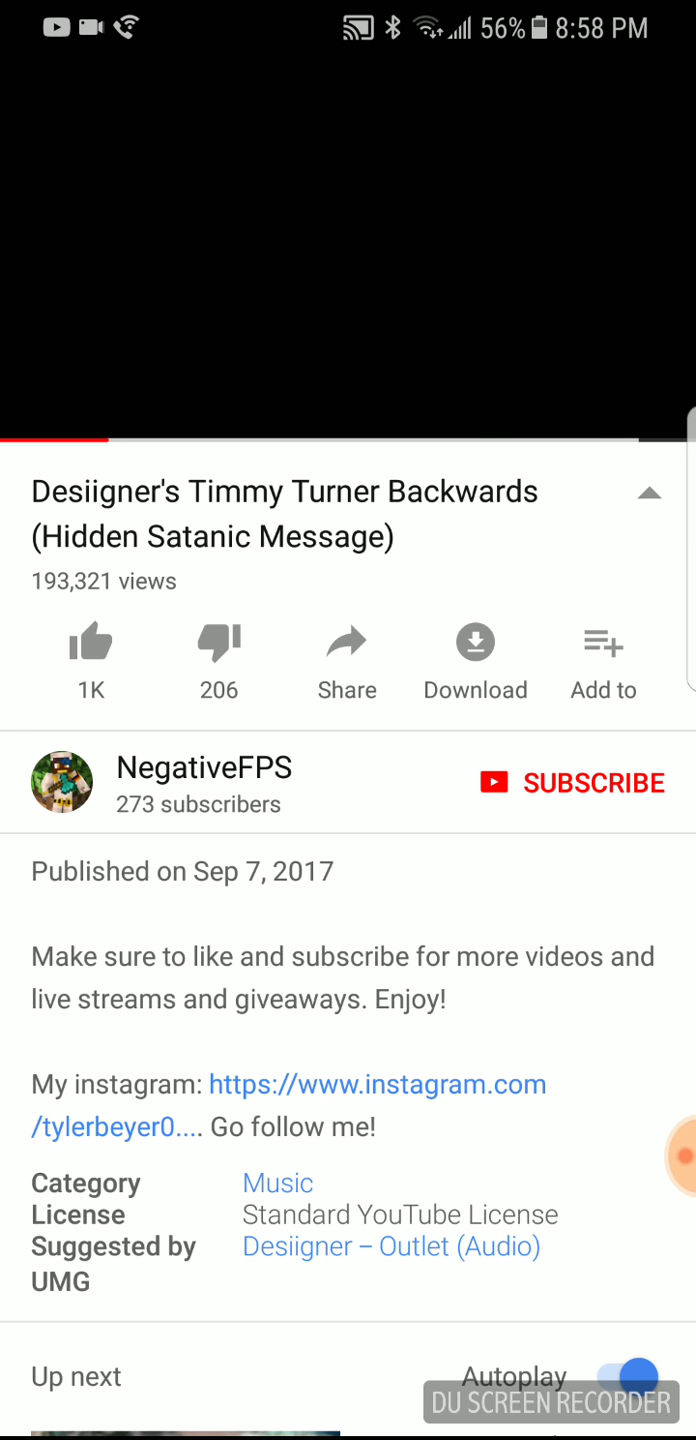 56% 8:58 PM
Desiigner's Timmy Turner Backwards
(Hidden Satanic Message)
193,321 views
1K 206 Share Download Add to
NegativeFPS
273 subscribers
SUBSCRIBE
Published on Sep 7, 2017
Make sure to like and subscribe for more videos and
live streams and giveaways. Enjoy!
My instagram: https://www.instagram.com
/tylerbeyer0.... Go follow me!
Category Music
License Standard YouTube License
Suggested by Desiigner – Outlet (Audio)
UMG
Up next Autoplay
DU SCREEN RECORDER